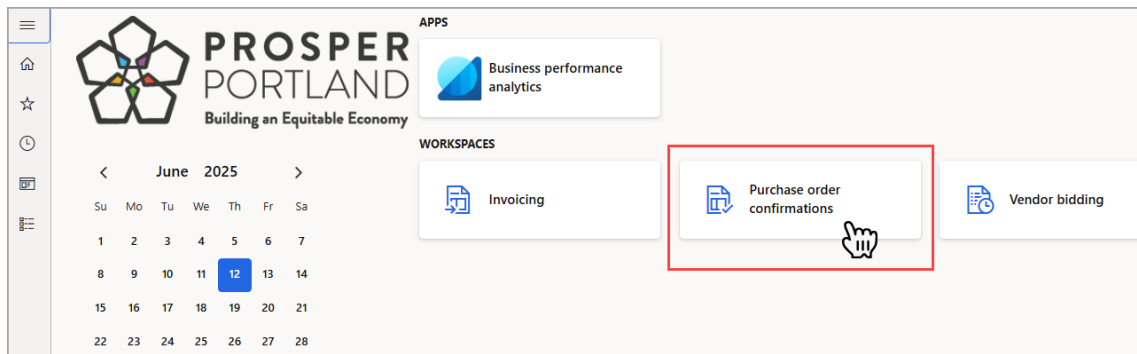 PROSPER
PORTLAND
Building an Equitable Economy
June 2025
Su Mo Tu We Th Fr Sa
1 2 3 4 5 6 7
8 9 10 11 12 13 14
15 16 17 18 19 20 21
22 23 24 25 26 27 28
APPS
Business performance
analytics
WORKSPACES
Invoicing
Purchase order
confirmations
Vendor bidding